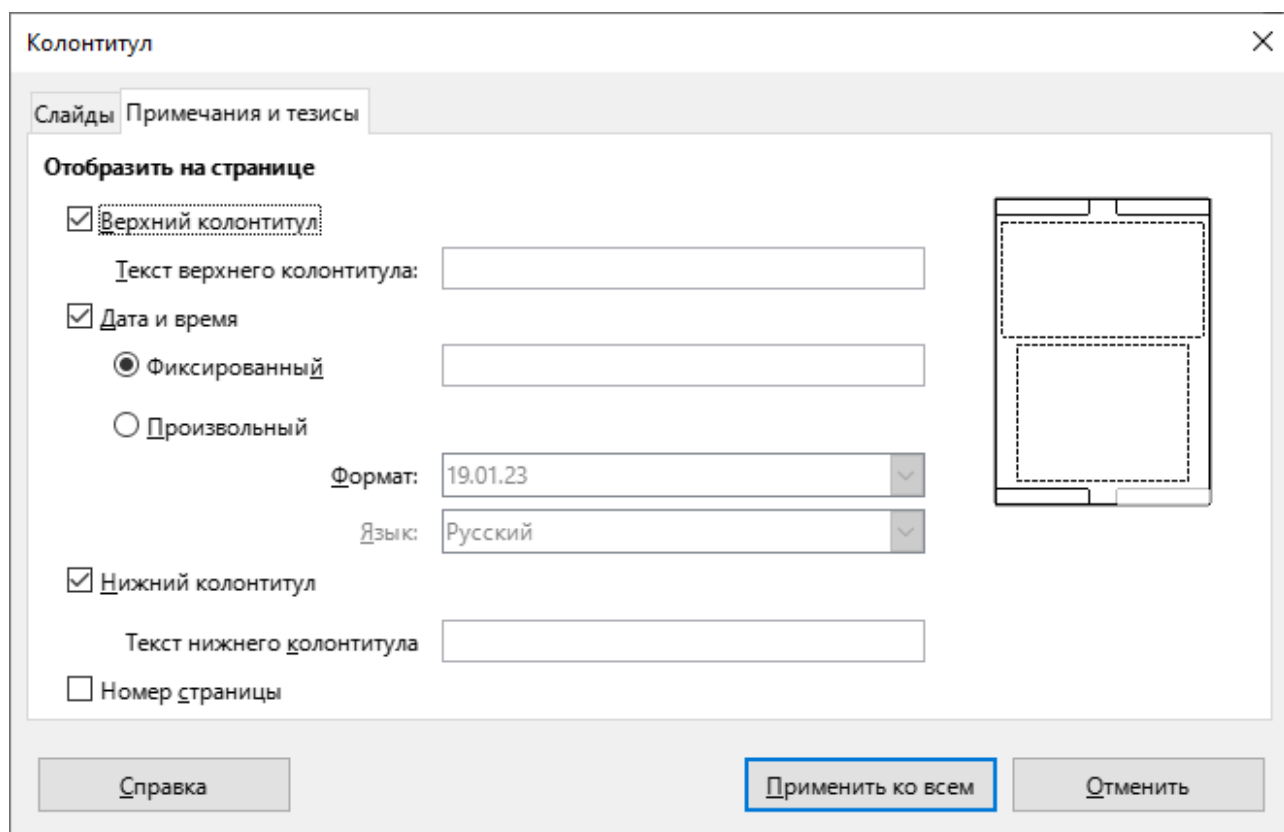 Колонтитул
Слайды Примечания и тезисы
Отобразить на странице
Верхний колонтитул
Текст верхнего колонтитула:
Дата и время
Фиксированный
Произвольный
Формат: 19.01.23
Язык: Русский
Нижний колонтитул
Текст нижнего колонтитула
Номер страницы
Справка Применить ко всем Отменить